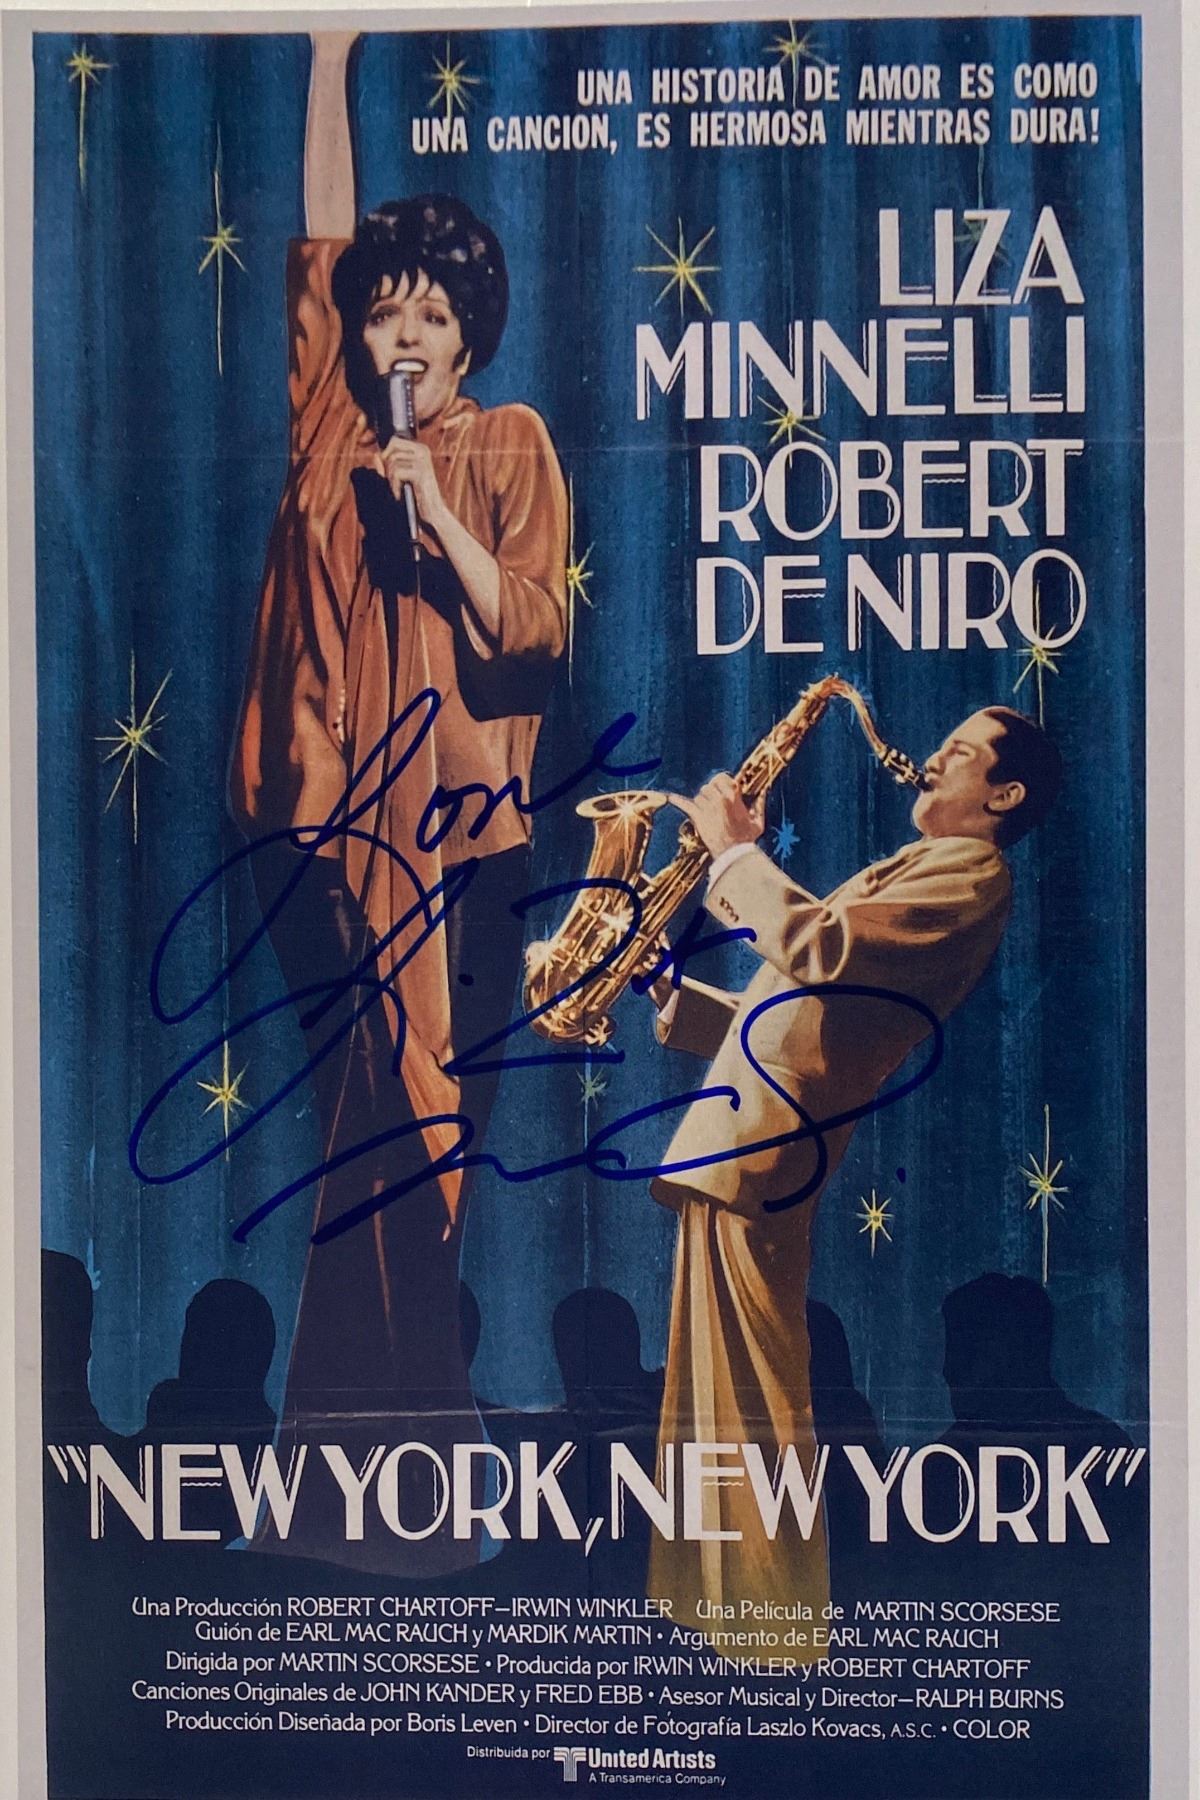 UNA HISTORIA DE AMOR ES COMO
UNA CANCION, ES HERMOSA MIENTRAS DURA!
LIZA
MINNELLI
ROBERT
DE NIRO
Love
"NEW YORK, NEW YORK"
Una Producción ROBERT CHARTOFF–IRWIN WINKLER Una Película de MARTIN SCORSESE
Guión de EARL MAC RAUCH y MARDIK MARTIN • Argumento de EARL MAC RAUCH
Dirigida por MARTIN SCORSESE • Producida por IRWIN WINKLER y ROBERT CHARTOFF
Canciones Originales de JOHN KANDER y FRED EBB • Asesor Musical y Director–RALPH BURNS
Producción Diseñada por Boris Leven • Director de Fotografía Laszlo Kovacs, A.S.C. • COLOR
Distribuida por United Artists
A Transamerica Company